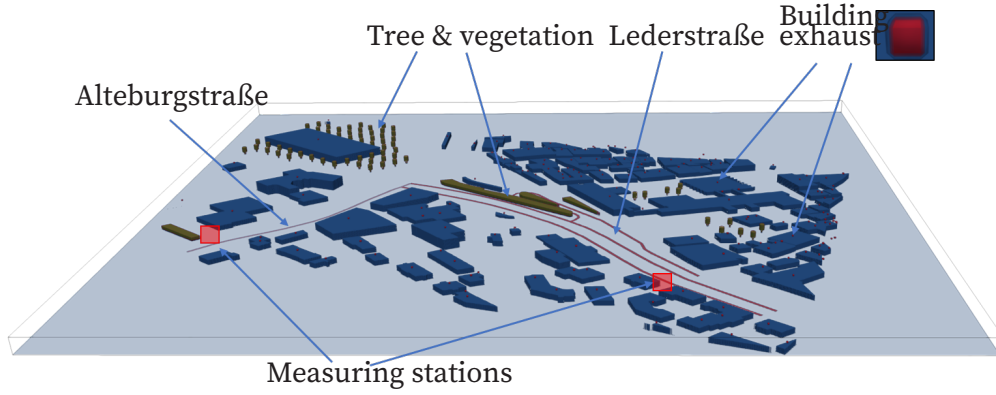 Building
Tree & vegetation Lederstraße exhaust
Alteburgstraße
Measuring stations